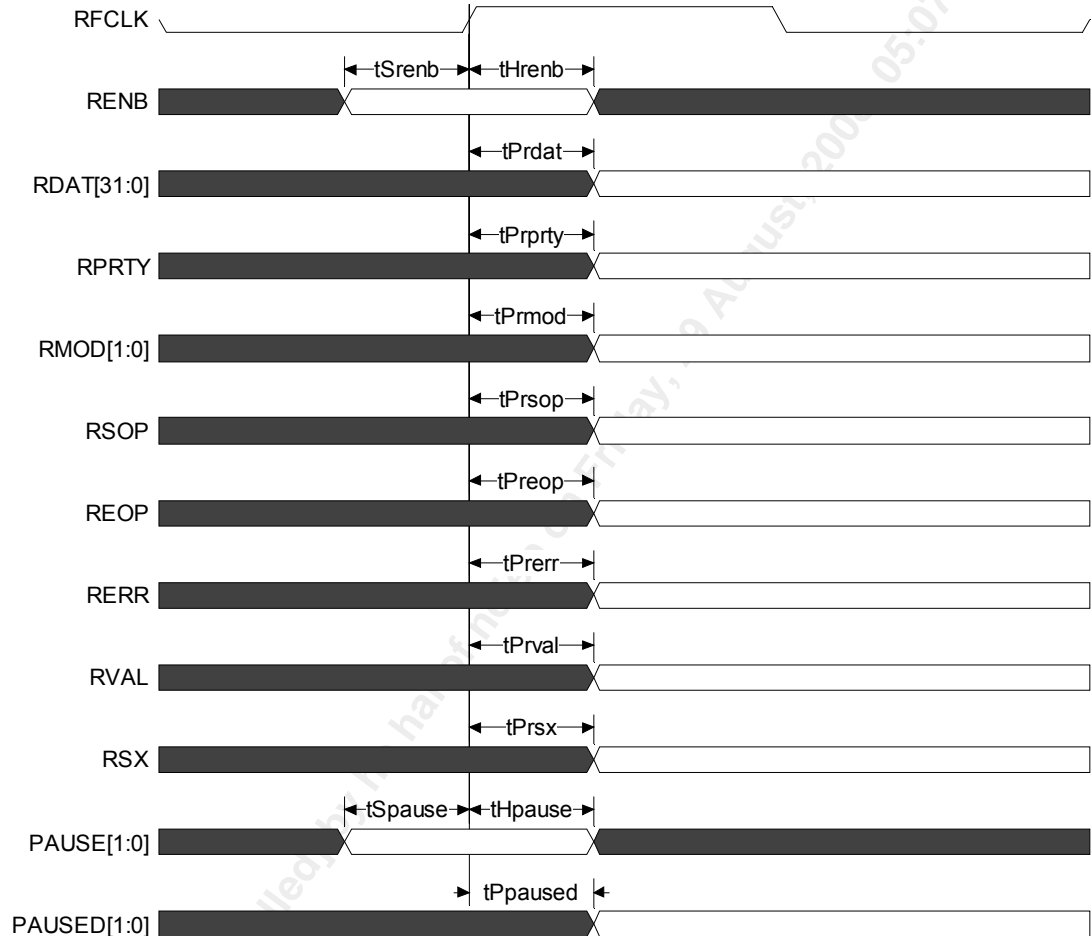 RFCLK
tSrenb tHrenb
RENB
tPrdat
RDAT[31:0]
tPrprty
RPRTY
tPrmod
RMOD[1:0]
tPrsop
RSOP
tPreop
REOP
tPrerr
RERR
tPrval
RVAL
tPrsx
RSX
tSpause tHpause
PAUSE[1:0]
tPpaused
PAUSED[1:0]